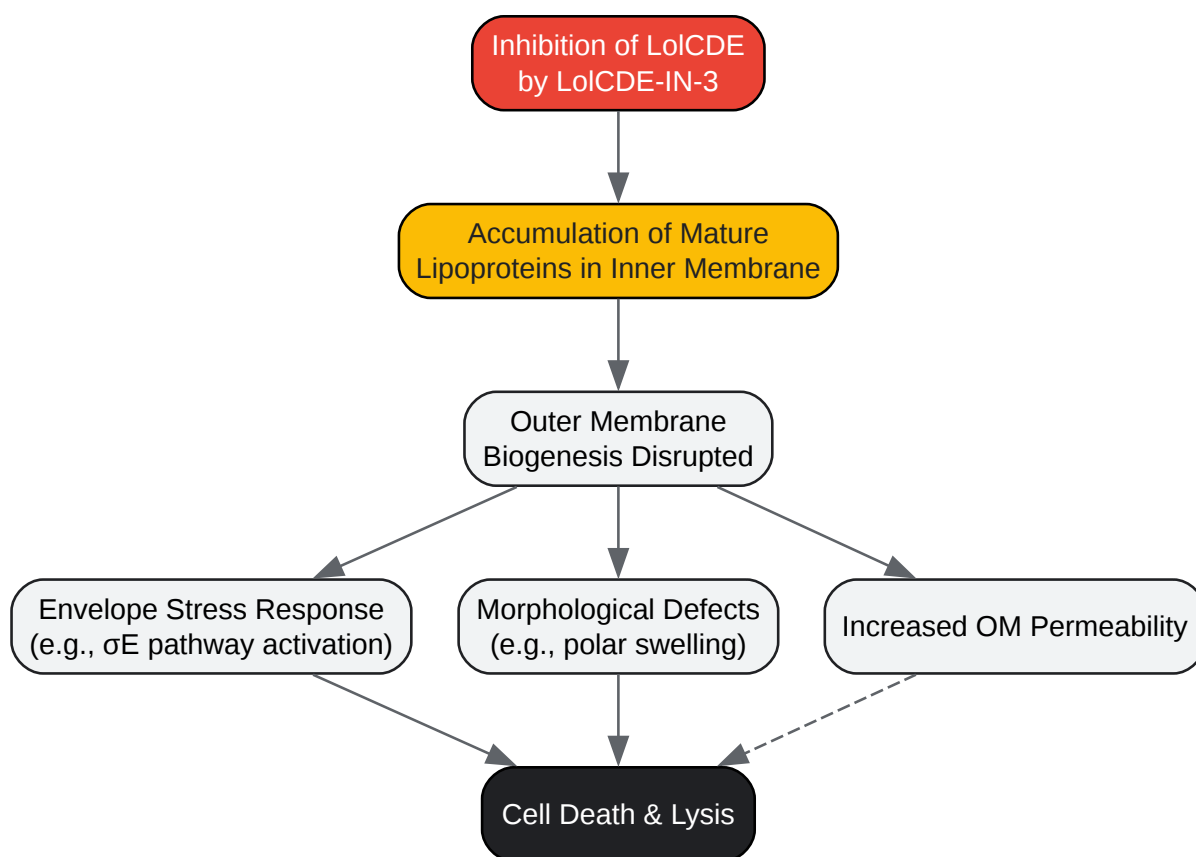 Inhibition of LolCDE
by LolCDE-IN-3
Accumulation of Mature
Lipoproteins in Inner Membrane
Outer Membrane
Biogenesis Disrupted
Envelope Stress Response
(e.g., σE pathway activation)
Morphological Defects
(e.g., polar swelling)
Increased OM Permeability
Cell Death & Lysis